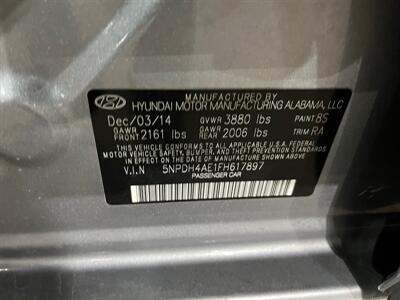 MANUFACTURED BY
HYUNDAI MOTOR MANUFACTURING ALABAMA, LLC
Dec/03/14 GVWR 3880 lbs PAINT 8S
GAWR FRONT 2161 lbs GAWR REAR 2006 lbs TRIM RA
THIS VEHICLE CONFORMS TO ALL APPLICABLE U.S. FEDERAL
MOTOR VEHICLE SAFETY, BUMPER, AND THEFT PREVENTION STANDARDS
IN EFFECT ON THE DATE OF MANUFACTURE SHOWN ABOVE.
V.I.N 5NPDH4AE1FH617897
PASSENGER CAR